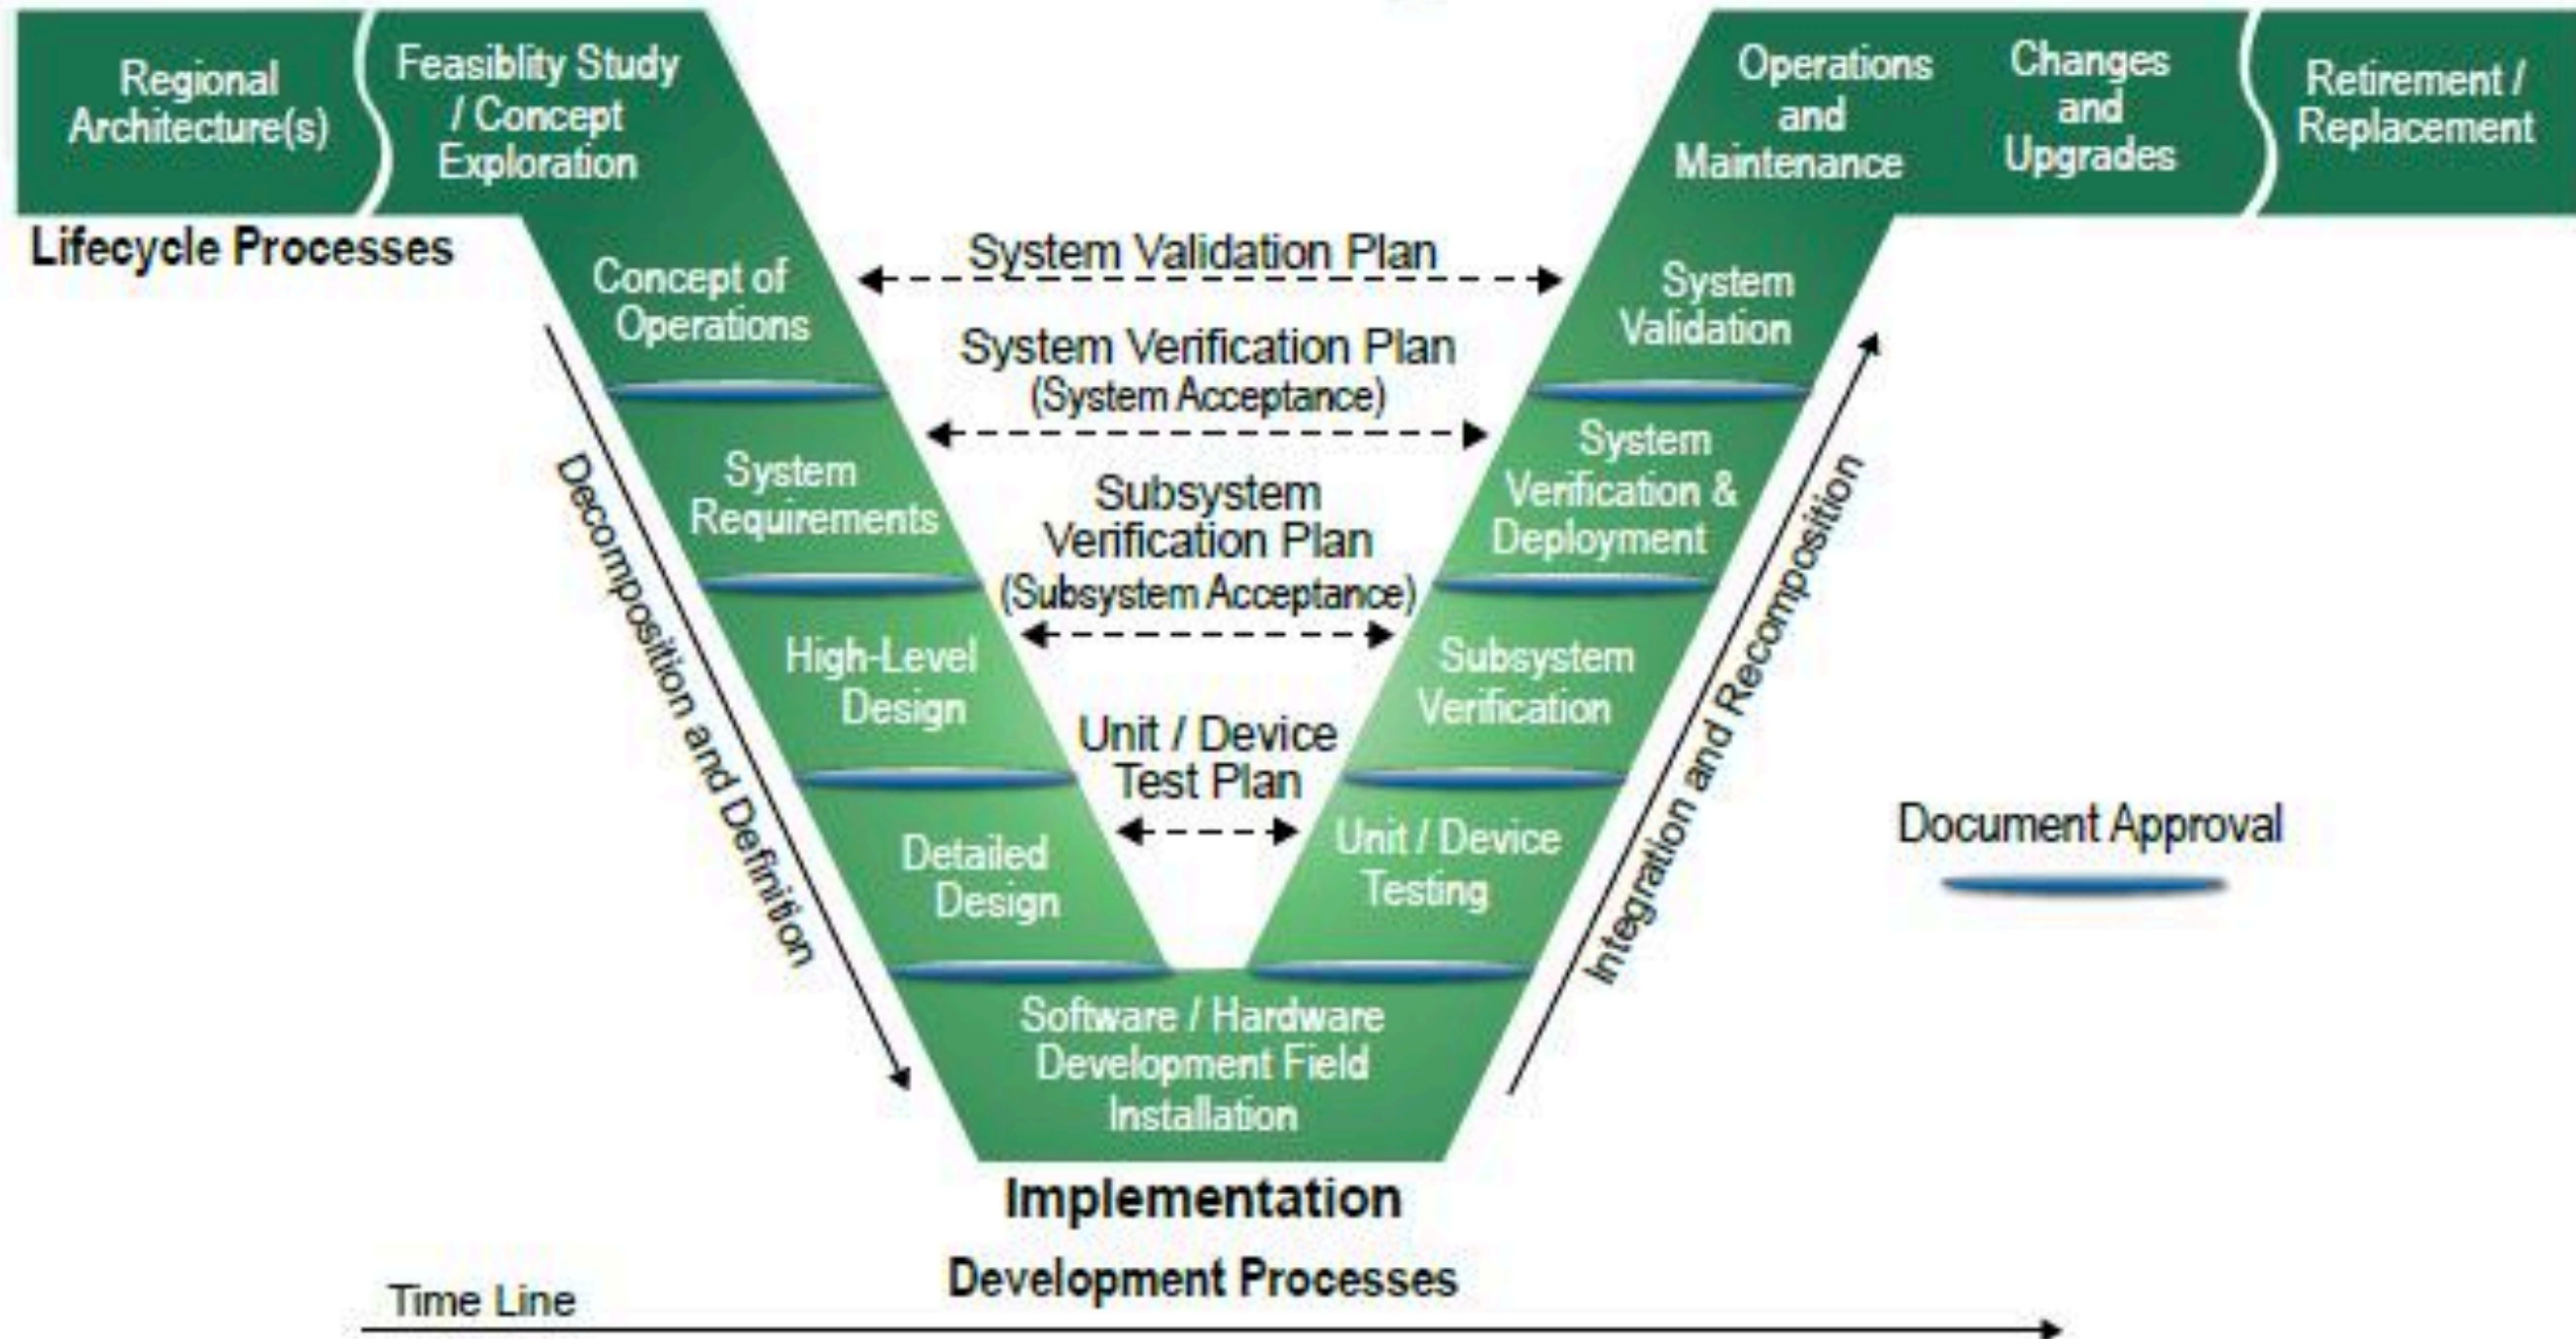 Regional
Architecture(s)
Feasiblity Study
/ Concept
Exploration
Operations
and
Maintenance
Changes
and
Upgrades
Retirement /
Replacement
Lifecycle Processes
Concept of
Operations
System Validation Plan
System
Validation
System Verification Plan
(System Acceptance)
System
Requirements
System
Verification &
Deployment
Subsystem
Verification Plan
(Subsystem Acceptance)
High-Level
Design
Subsystem
Verification
Unit / Device
Test Plan
Detailed
Design
Unit / Device
Testing
Decomposition and Definition
Integration and Recomposition
Document Approval
Software / Hardware
Development Field
Installation
Implementation
Development Processes
Time Line